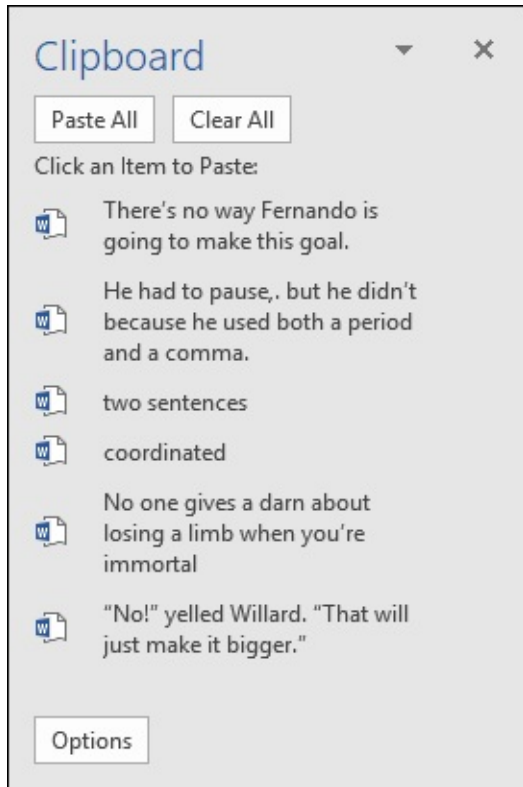 Clipboard
Paste All Clear All
Click an Item to Paste:
There's no way Fernando is
going to make this goal.
He had to pause,. but he didn't
because he used both a period
and a comma.
two sentences
coordinated
No one gives a darn about
losing a limb when you're
immortal
“No!” yelled Willard. “That will
just make it bigger.”
Options